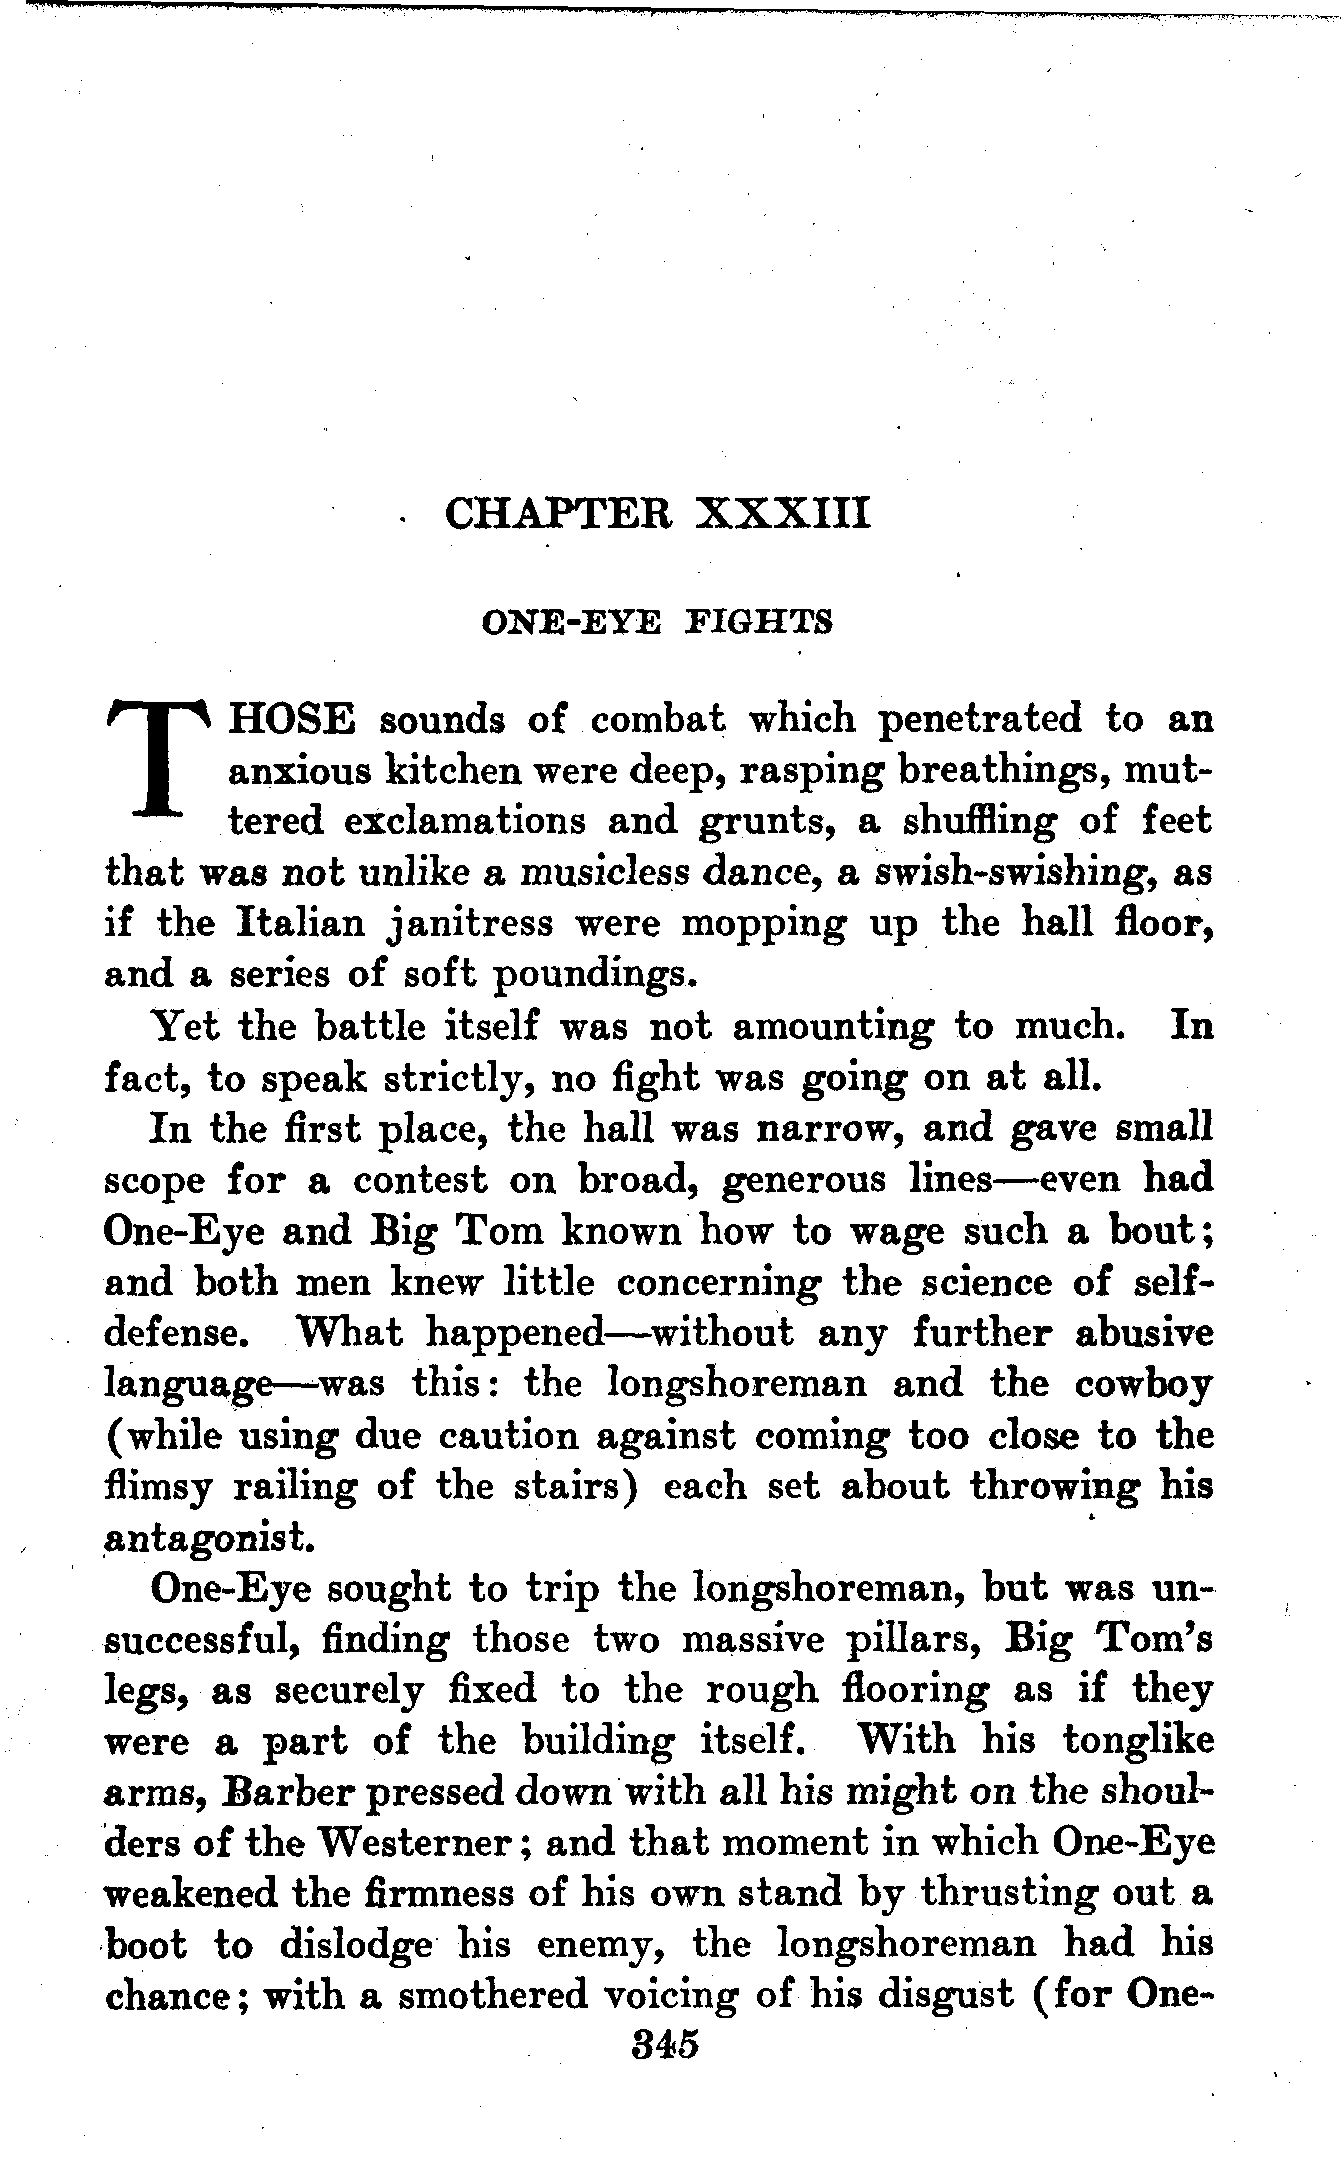 CHAPTER XXXIII
ONE-EYE FIGHTS
THOSE sounds of combat which penetrated to an
anxious kitchen were deep, rasping breathings, mut-
tered exclamations and grunts, a shuffling of feet
that was not unlike a musicless dance, a swish-swishing, as
if the Italian janitress were mopping up the hall floor,
and a series of soft poundings.
Yet the battle itself was not amounting to much. In
fact, to speak strictly, no fight was going on at all.
In the first place, the hall was narrow, and gave small
scope for a contest on broad, generous lines—even had
One-Eye and Big Tom known how to wage such a bout;
and both men knew little concerning the science of self-
defense. What happened—without any further abusive
language—was this: the longshoreman and the cowboy
(while using due caution against coming too close to the
flimsy railing of the stairs) each set about throwing his
antagonist.
One-Eye sought to trip the longshoreman, but was un-
successful, finding those two massive pillars, Big Tom's
legs, as securely fixed to the rough flooring as if they
were a part of the building itself. With his tonglike
arms, Barber pressed down with all his might on the shoul-
ders of the Westerner; and that moment in which One-Eye
weakened the firmness of his own stand by thrusting out a
boot to dislodge his enemy, the longshoreman had his
chance; with a smothered voicing of his disgust (for One-
345